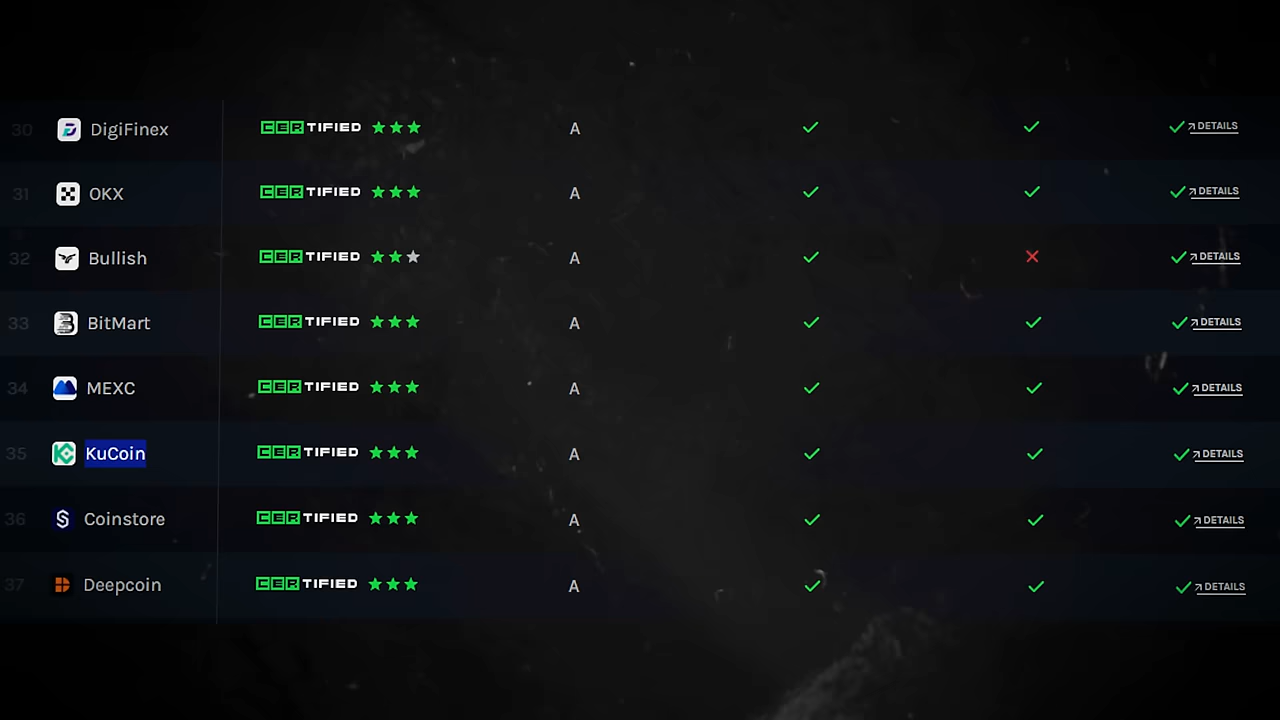 30 DigiFinex CERTIFIED A DETAILS
31 OKX CERTIFIED A DETAILS
32 Bullish CERTIFIED A DETAILS
33 BitMart CERTIFIED A DETAILS
34 MEXC CERTIFIED A DETAILS
35 KuCoin CERTIFIED A DETAILS
36 Coinstore CERTIFIED A DETAILS
37 Deepcoin CERTIFIED A DETAILS